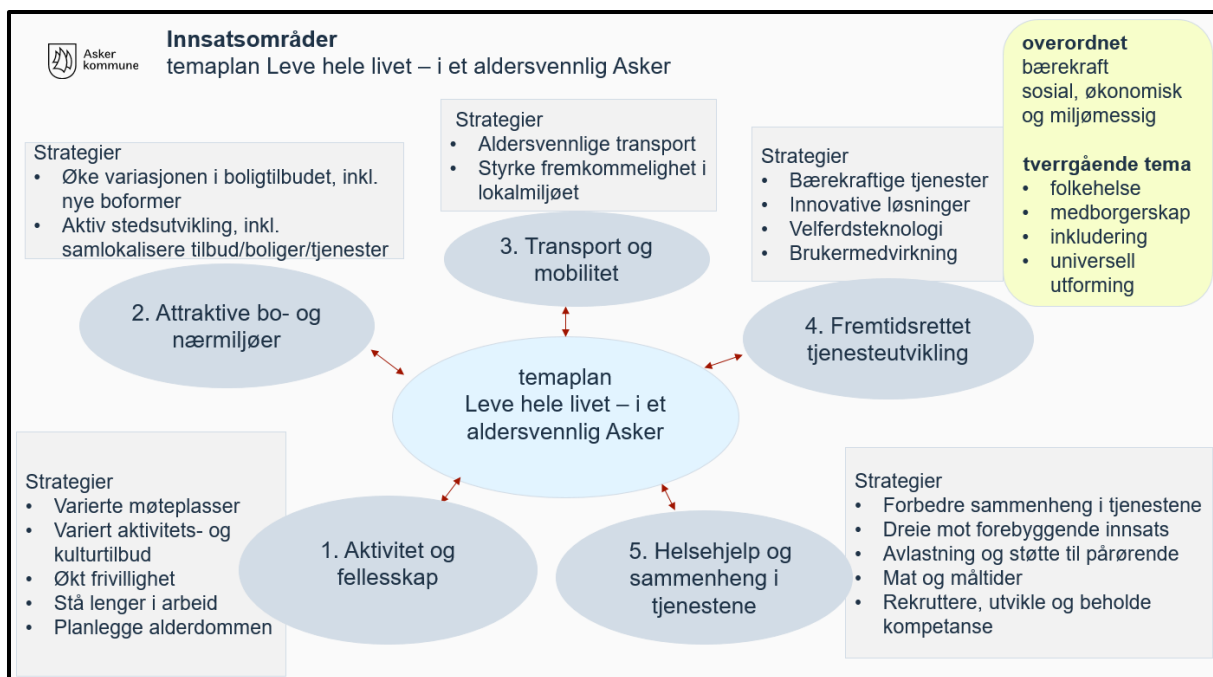 Asker
kommune
Innsatsområder
temaplan Leve hele livet – i et aldersvennlig Asker
overordnet
bærekraft
sosial, økonomisk
og miljømessig
tverrgående tema
• folkehelse
• medborgerskap
• inkludering
• universell
utforming
Strategier
• Øke variasjonen i boligtilbudet, inkl.
nye boformer
• Aktiv stedsutvikling, inkl.
samlokalisere tilbud/boliger/tjenester
2. Attraktive bo- og
nærmiljøer
Strategier
• Aldersvennlige transport
• Styrke fremkommelighet i
lokalmiljøet
3. Transport og
mobilitet
Strategier
• Bærekraftige tjenester
• Innovative løsninger
• Velferdsteknologi
• Brukermedvirkning
4. Fremtidsrettet
tjenesteutvikling
temaplan
Leve hele livet – i et
aldersvennlig Asker
Strategier
• Varierte møteplasser
• Variert aktivitets- og
kulturtilbud
• Økt frivillighet
• Stå lenger i arbeid
• Planlegge alderdommen
1. Aktivitet og
fellesskap
5. Helsehjelp og
sammenheng i
tjenestene
Strategier
• Forbedre sammenheng i tjenestene
• Dreie mot forebyggende innsats
• Avlastning og støtte til pårørende
• Mat og måltider
• Rekruttere, utvikle og beholde
kompetanse